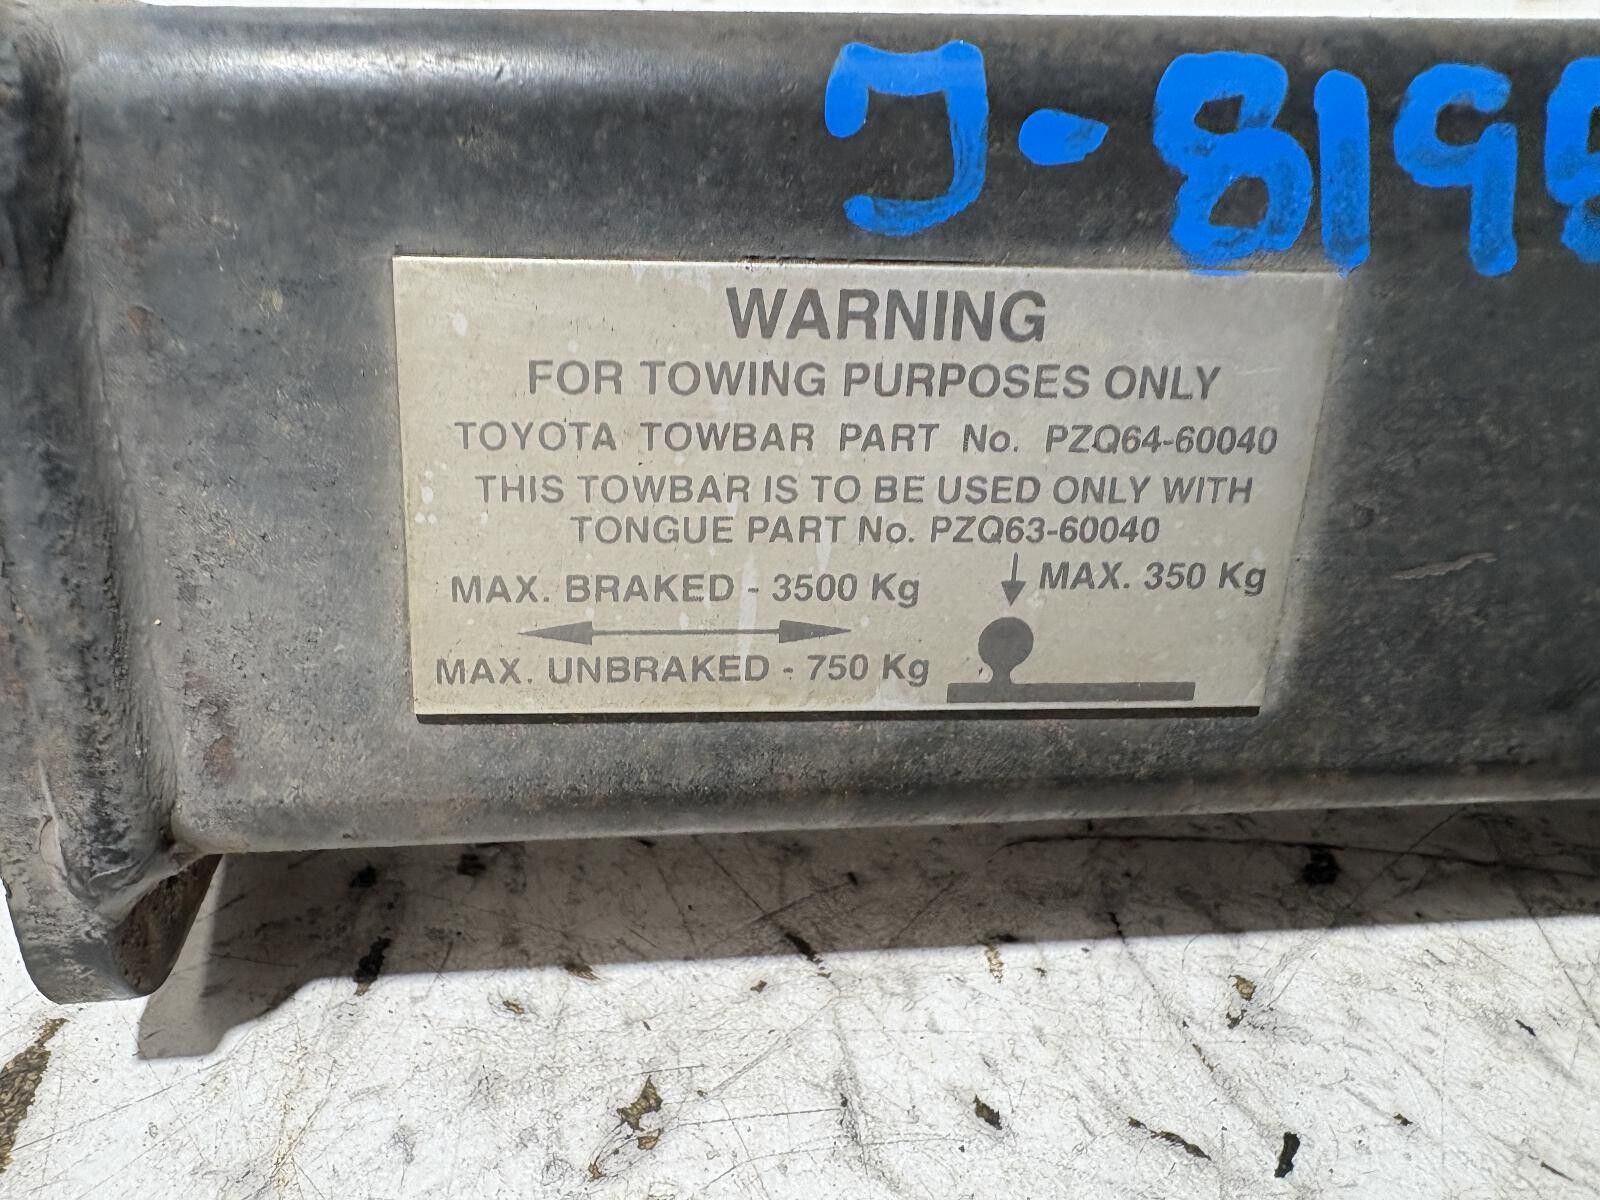 J-8195
WARNING
FOR TOWING PURPOSES ONLY
TOYOTA TOWBAR PART No. PZQ64-60040
THIS TOWBAR IS TO BE USED ONLY WITH
TONGUE PART No. PZQ63-60040
MAX. BRAKED - 3500 Kg
MAX. 350 Kg
MAX. UNBRAKED - 750 Kg